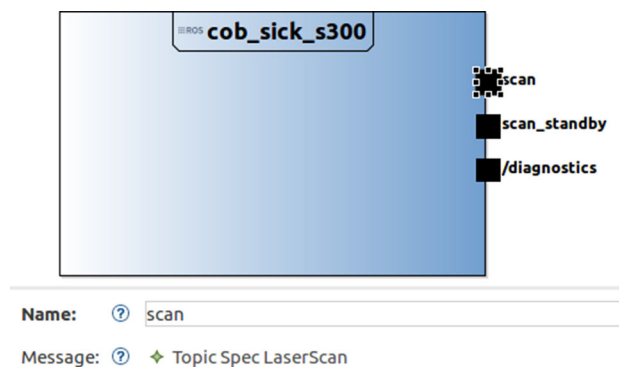 ROS cob_sick_s300
scan
scan_standby
/diagnostics
Name: ? scan
Message: ? Topic Spec LaserScan